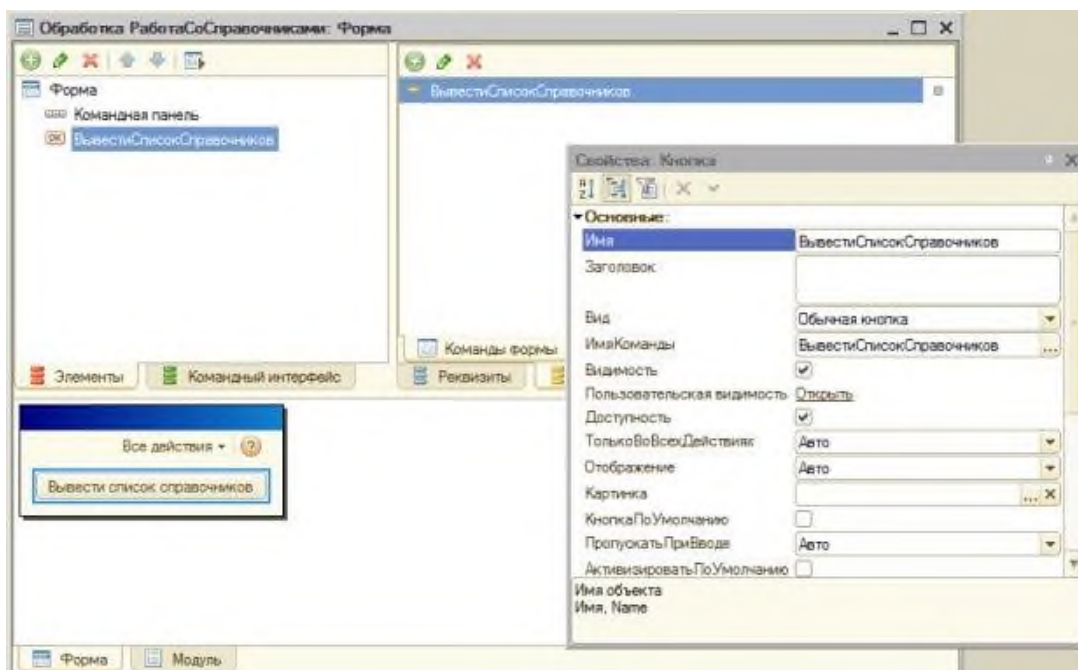 Обработка РаботаСоСправочниками: Форма
Форма
Командная панель
ОК ВывестиСписокСправочников
Элементы
Командный интерфейс
ВывестиСписокСправочников
Команды формы
Реквизиты
Все действия
Вывести список справочников
Форма
Модуль
Свойства: Кнопка
Основные:
Имя ВывестиСписокСправочников
Заголовок
Вид Обычная кнопка
ИмяКоманды ВывестиСписокСправочников ...
Видимость
Пользовательская видимость Открыть
Доступность
ТолькоВоВсехДействиях Авто
Отображение Авто
Картинка ...
КнопкаПоУмолчанию
ПропускатьПриВводе Авто
АктивизироватьПоУмолчанию
Имя объекта
Имя, Name